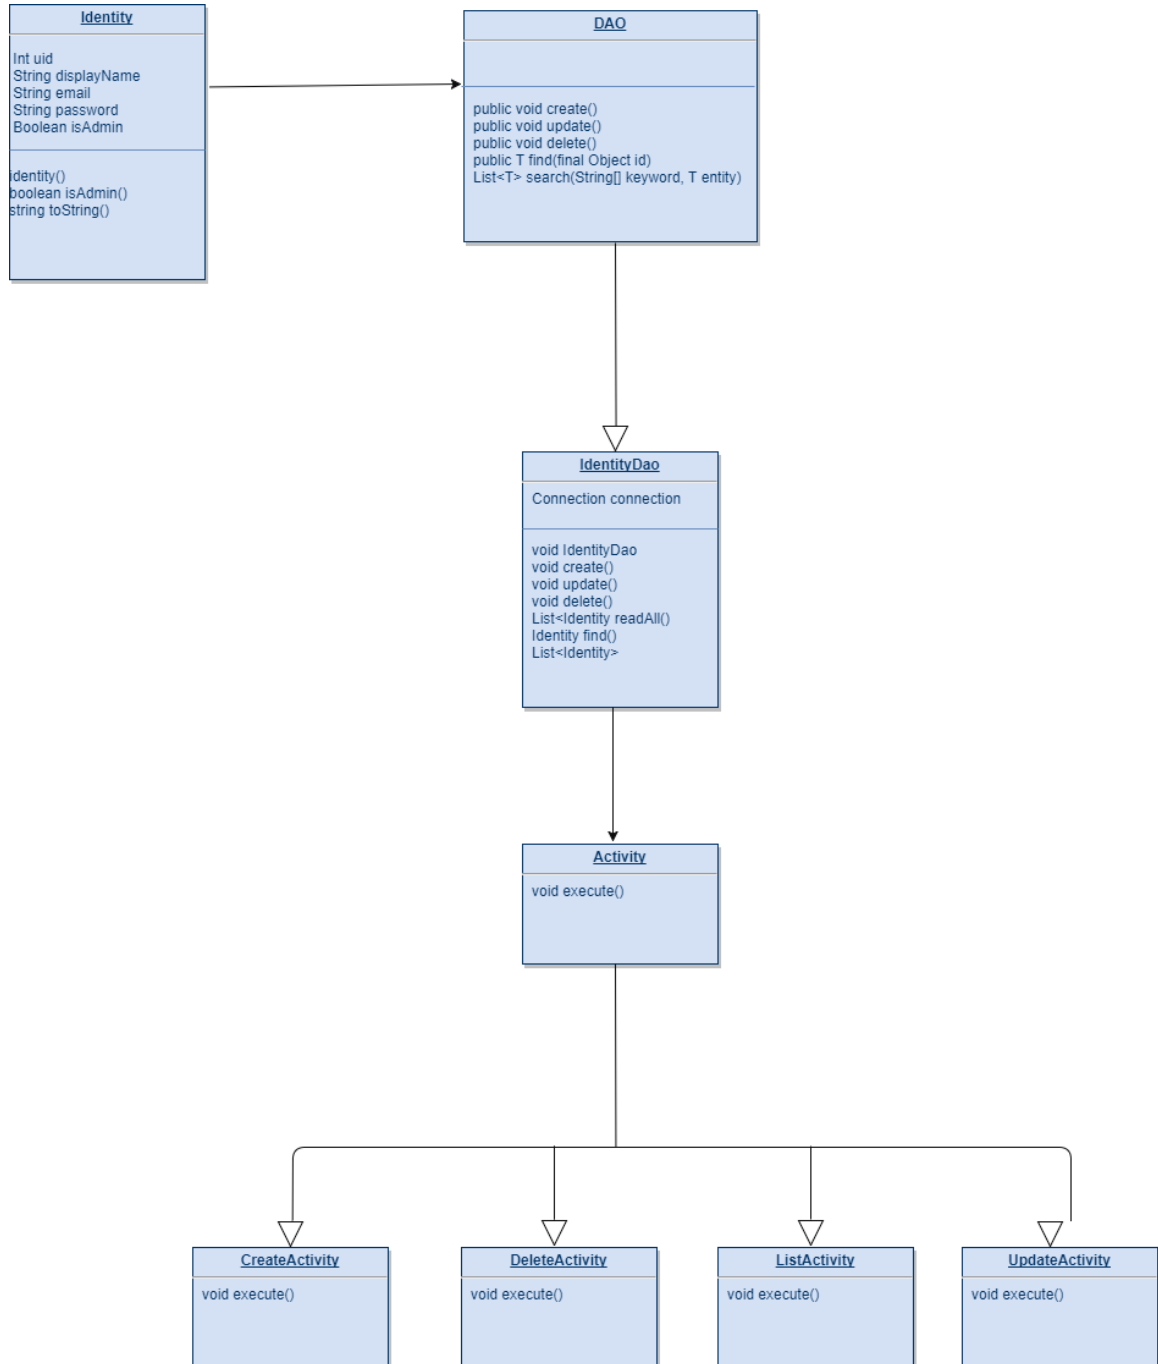 Identity
Int uid
String displayName
String email
String password
Boolean isAdmin
identity()
boolean isAdmin()
string toString()
DAO
public void create()
public void update()
public void delete()
public T find(final Object id)
List<T> search(String[] keyword, T entity)
IdentityDao
Connection connection
void IdentityDao
void create()
void update()
void delete()
List<Identity readAll()
Identity find()
List<Identity>
Activity
void execute()
CreateActivity
void execute()
DeleteActivity
void execute()
ListActivity
void execute()
UpdateActivity
void execute()